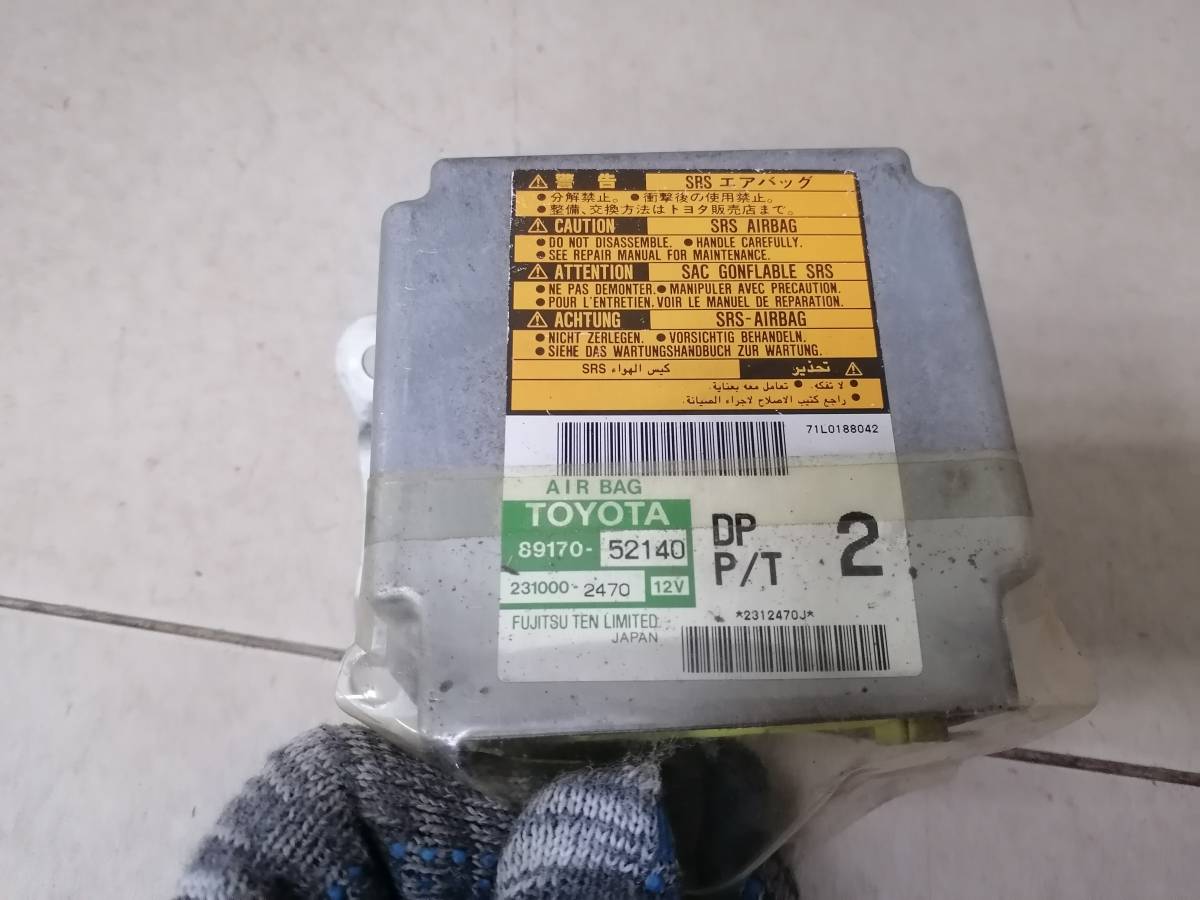 警告 SRS エアバッグ
● 分解禁止。 ● 衝撃後の使用禁止。
● 整備、交換方法はトヨタ販売店まで。
CAUTION SRS AIRBAG
● DO NOT DISASSEMBLE. ● HANDLE CAREFULLY.
● SEE REPAIR MANUAL FOR MAINTENANCE.
ATTENTION SAC GONFLABLE SRS
● NE PAS DEMONTER. ● MANIPULER AVEC PRECAUTION.
● POUR L'ENTRETIEN, VOIR LE MANUEL DE REPARATION.
ACHTUNG SRS-AIRBAG
● NICHT ZERLEGEN. ● VORSICHTIG BEHANDELN.
● SIEHE DAS WARTUNGSHANDBUCH ZUR WARTUNG.
تحذير كيس الهواء SRS
● لا تفكه. ● تعامل معه بعناية.
● راجع كتيب الاصلاح لاجراء الصيانة.
71L0188042
AIR BAG
TOYOTA
89170-52140
231000-2470 12V
DP
P/T
2
FUJITSU TEN LIMITED
JAPAN
*2312470J*